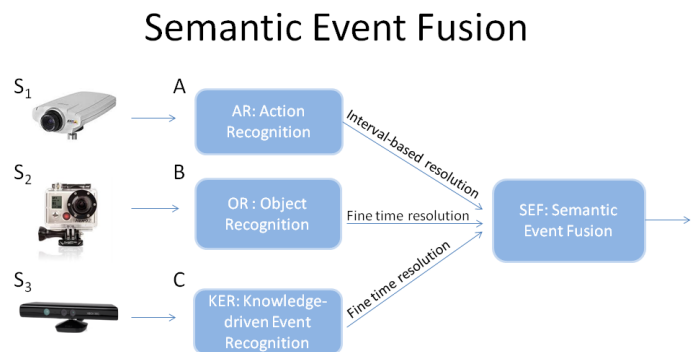 Semantic Event Fusion
S1
A
AR: Action
Recognition
Interval-based resolution
S2
B
OR : Object
Recognition
Fine time resolution
SEF: Semantic
Event Fusion
S3
C
KER: Knowledge-
driven Event
Recognition
Fine time resolution